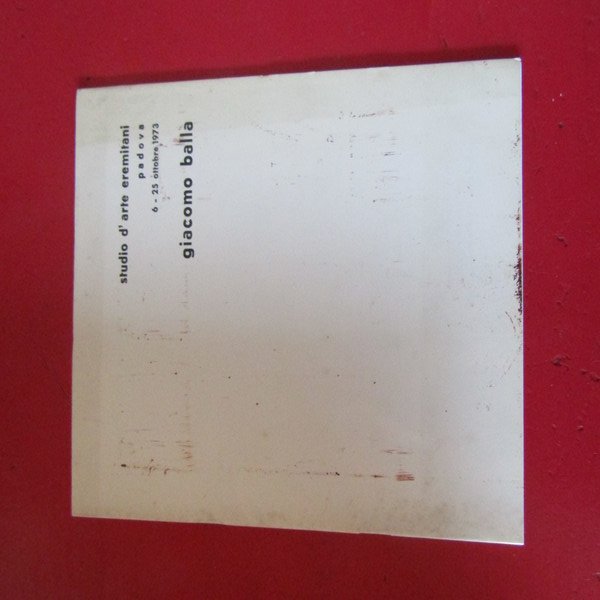 studio d' arte eremitani
padova
6 - 25 ottobre 1973
giacomo balla